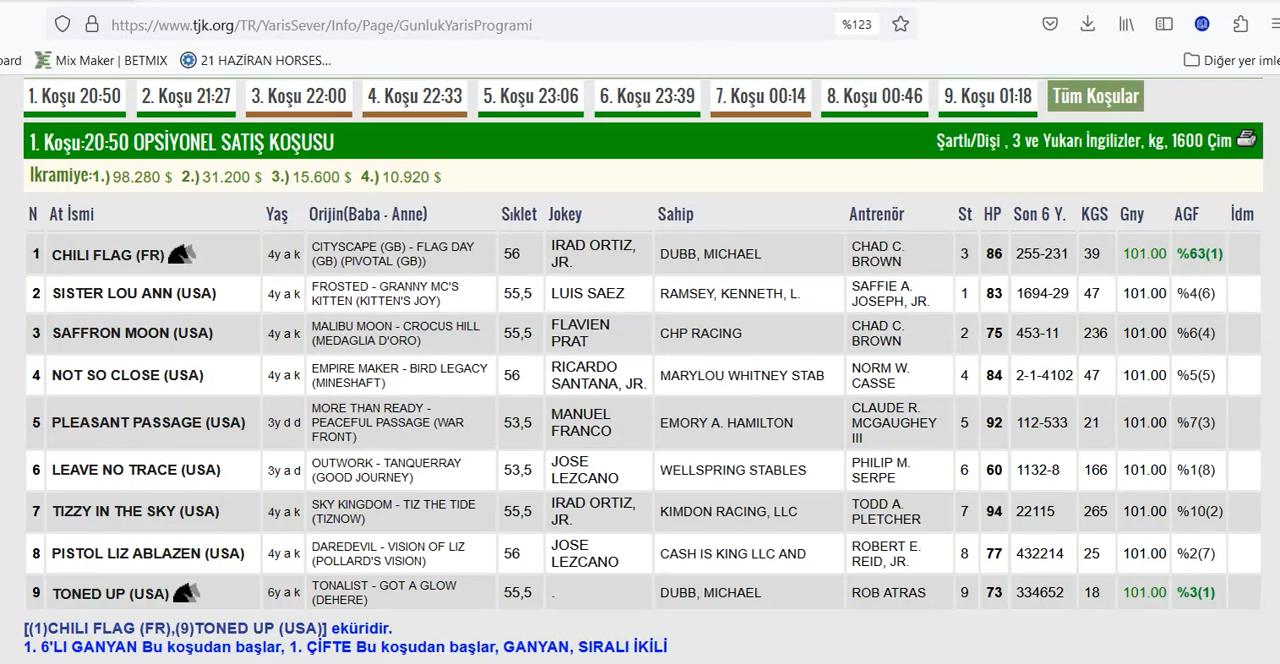 https://www.tjk.org/TR/YarisSever/Info/Page/GunlukYarisProgrami %123
oard Mix Maker | BETMIX 21 HAZİRAN HORSES... Diğer yer imle
1. Koşu 20:50 2. Koşu 21:27 3. Koşu 22:00 4. Koşu 22:33 5. Koşu 23:06 6. Koşu 23:39 7. Koşu 00:14 8. Koşu 00:46 9. Koşu 01:18 Tüm Koşular
1. Koşu:20:50 OPSİYONEL SATIŞ KOŞUSU Şartlı/Dişi , 3 ve Yukarı İngilizler, kg, 1600 Çim
Ikramiye:1.) 98.280 $ 2.) 31.200 $ 3.) 15.600 $ 4.) 10.920 $
N At İsmi Yaş Orijin(Baba - Anne) Sıklet Jokey Sahip Antrenör St HP Son 6 Y. KGS Gny AGF İdm
1 CHILI FLAG (FR) 4y a k CITYSCAPE (GB) - FLAG DAY (GB) (PIVOTAL (GB)) 56 IRAD ORTIZ, JR. DUBB, MICHAEL CHAD C. BROWN 3 86 255-231 39 101.00 %63(1)
2 SISTER LOU ANN (USA) 4y a k FROSTED - GRANNY MC'S KITTEN (KITTEN'S JOY) 55,5 LUIS SAEZ RAMSEY, KENNETH, L. SAFFIE A. JOSEPH, JR. 1 83 1694-29 47 101.00 %4(6)
3 SAFFRON MOON (USA) 4y a k MALIBU MOON - CROCUS HILL (MEDAGLIA D'ORO) 55,5 FLAVIEN PRAT CHP RACING CHAD C. BROWN 2 75 453-11 236 101.00 %6(4)
4 NOT SO CLOSE (USA) 4y a k EMPIRE MAKER - BIRD LEGACY (MINESHAFT) 56 RICARDO SANTANA, JR. MARYLOU WHITNEY STAB NORM W. CASSE 4 84 2-1-4102 47 101.00 %5(5)
5 PLEASANT PASSAGE (USA) 3y d d MORE THAN READY - PEACEFUL PASSAGE (WAR FRONT) 53,5 MANUEL FRANCO EMORY A. HAMILTON CLAUDE R. MCGAUGHEY III 5 92 112-533 21 101.00 %7(3)
6 LEAVE NO TRACE (USA) 3y a d OUTWORK - TANQUERRAY (GOOD JOURNEY) 53,5 JOSE LEZCANO WELLSPRING STABLES PHILIP M. SERPE 6 60 1132-8 166 101.00 %1(8)
7 TIZZY IN THE SKY (USA) 4y a k SKY KINGDOM - TIZ THE TIDE (TIZNOW) 55,5 IRAD ORTIZ, JR. KIMDON RACING, LLC TODD A. PLETCHER 7 94 22115 265 101.00 %10(2)
8 PISTOL LIZ ABLAZEN (USA) 4y a k DAREDEVIL - VISION OF LIZ (POLLARD'S VISION) 56 JOSE LEZCANO CASH IS KING LLC AND ROBERT E. REID, JR. 8 77 432214 25 101.00 %2(7)
9 TONED UP (USA) 6y a k TONALIST - GOT A GLOW (DEHERE) 55,5 . DUBB, MICHAEL ROB ATRAS 9 73 334652 18 101.00 %3(1)
[(1)CHILI FLAG (FR),(9)TONED UP (USA)] eküridir.
1. 6'LI GANYAN Bu koşudan başlar, 1. ÇİFTE Bu koşudan başlar, GANYAN, SIRALI İKİLİ